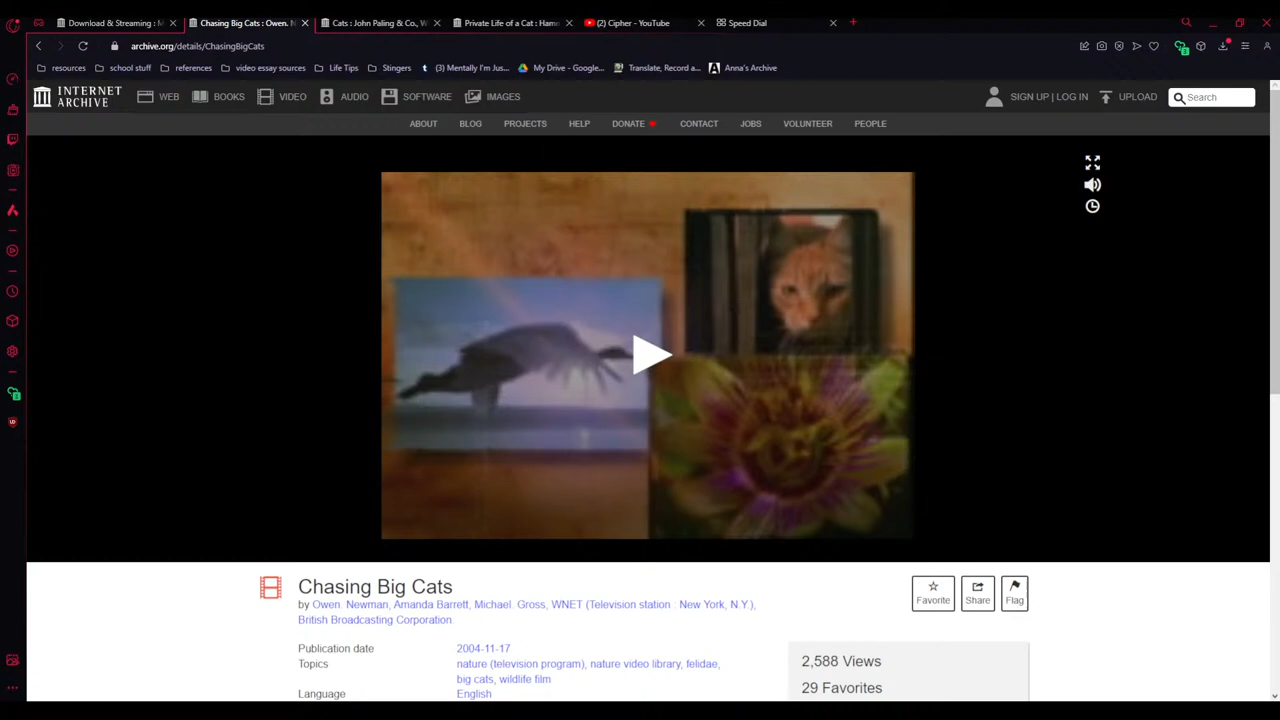 Download & Streaming : M
Chasing Big Cats : Owen. N
Cats : John Paling & Co., W
Private Life of a Cat : Hamm
(2) Cipher - YouTube
Speed Dial
archive.org/details/ChasingBigCats
resources
school stuff
references
video essay sources
Life Tips
Stingers
(3) Mentally I'm Jus...
My Drive - Google...
Translate, Record a...
Anna's Archive
INTERNET
ARCHIVE
WEB
BOOKS
VIDEO
AUDIO
SOFTWARE
IMAGES
SIGN UP | LOG IN
UPLOAD
Search
ABOUT
BLOG
PROJECTS
HELP
DONATE
CONTACT
JOBS
VOLUNTEER
PEOPLE
Chasing Big Cats
by Owen. Newman, Amanda Barrett, Michael. Gross, WNET (Television station : New York, N.Y.),
British Broadcasting Corporation.
Favorite
Share
Flag
Publication date 2004-11-17
Topics nature (television program), nature video library, felidae,
big cats, wildlife film
Language English
2,588 Views
29 Favorites